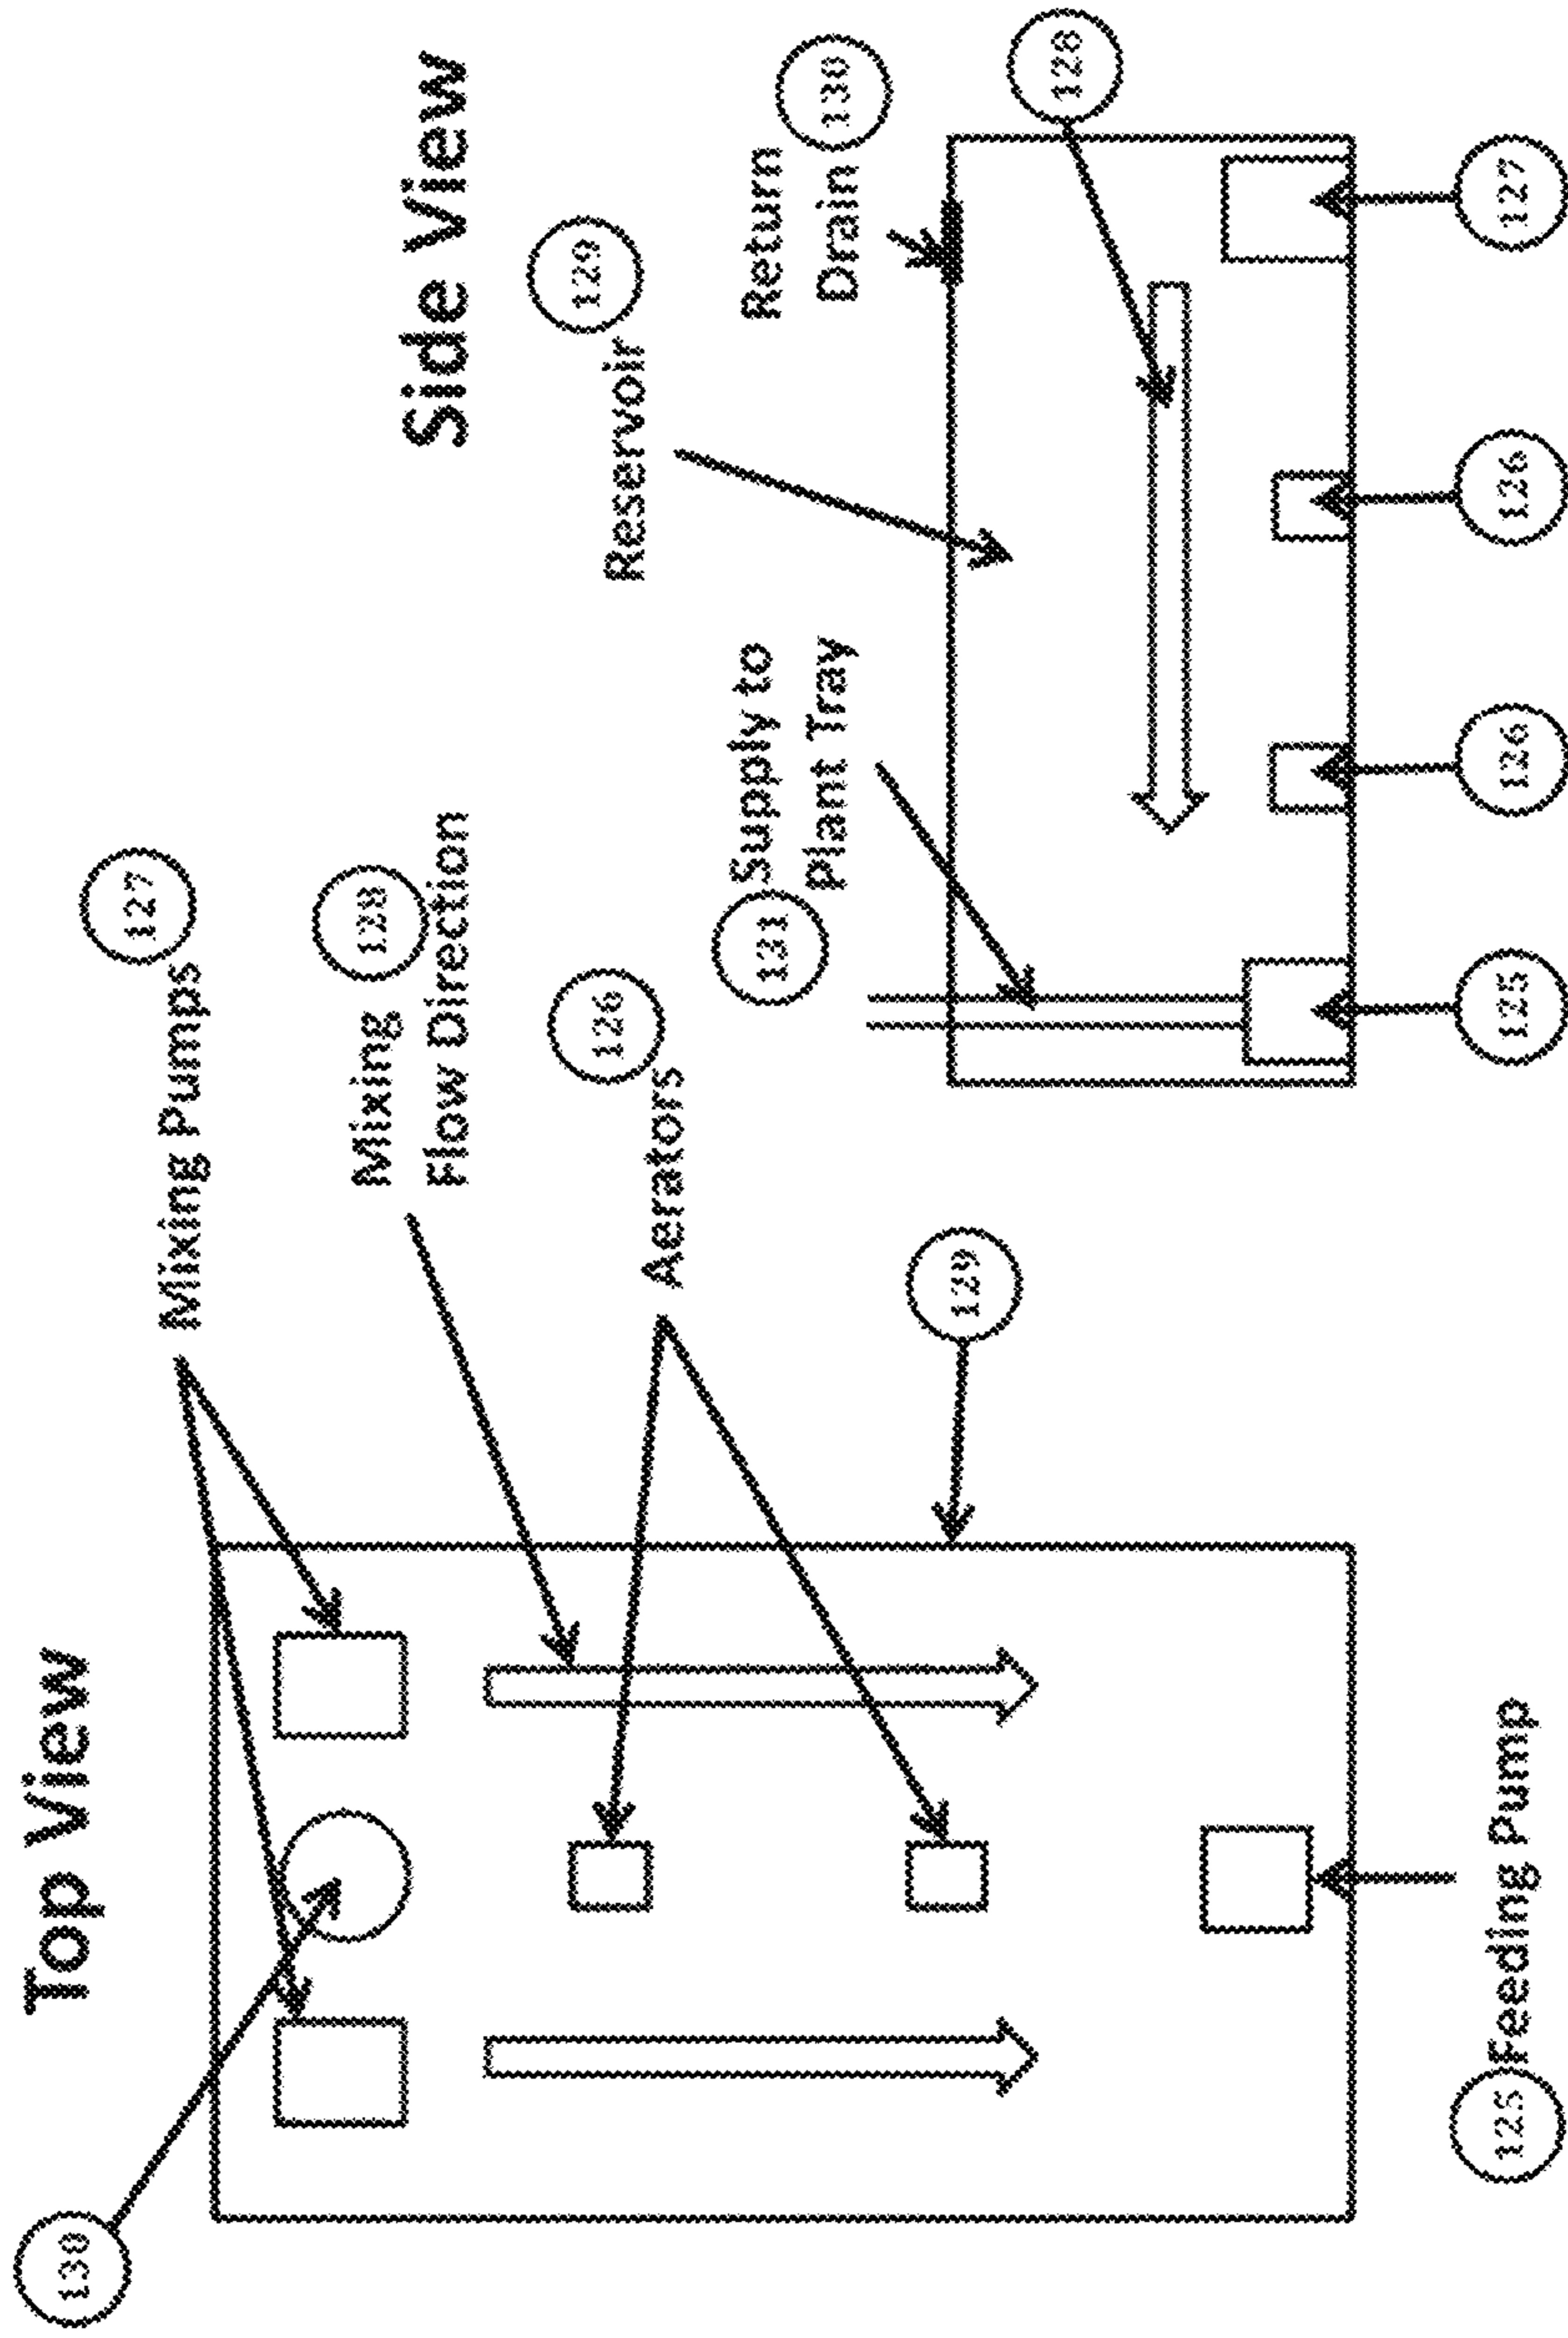 Top View
130
Mixing Pumps
127
Mixing
128
Flow Direction
Aerators
126
129
125
Feeding Pump
Side View
Reservoir
129
Return
Drain
130
131
Supply to
Plant Tray
128
125
126
126
127